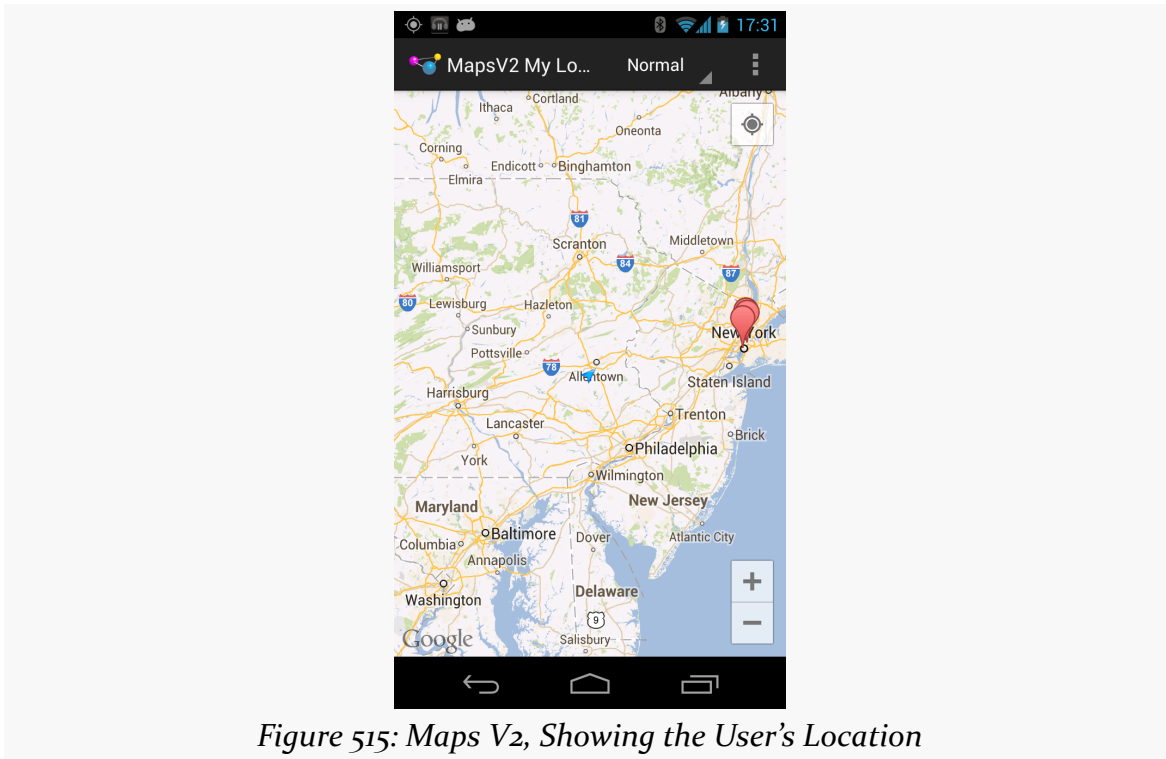 17:31
MapsV2 My Lo... Normal
Albany
Cortland
Ithaca
Oneonta
Corning
Endicott Binghamton
Elmira
81
Scranton Middletown
84
Williamsport 87
80 Lewisburg Hazleton
Sunbury New York
Pottsville
78
Allentown
Staten Island
Harrisburg
Trenton
Lancaster
Brick
Philadelphia
York
Wilmington
New Jersey
Maryland
Baltimore Dover Atlantic City
Columbia
Annapolis
+
Delaware
Washington
9
−
Google Salisbury
Figure 515: Maps V2, Showing the User's Location